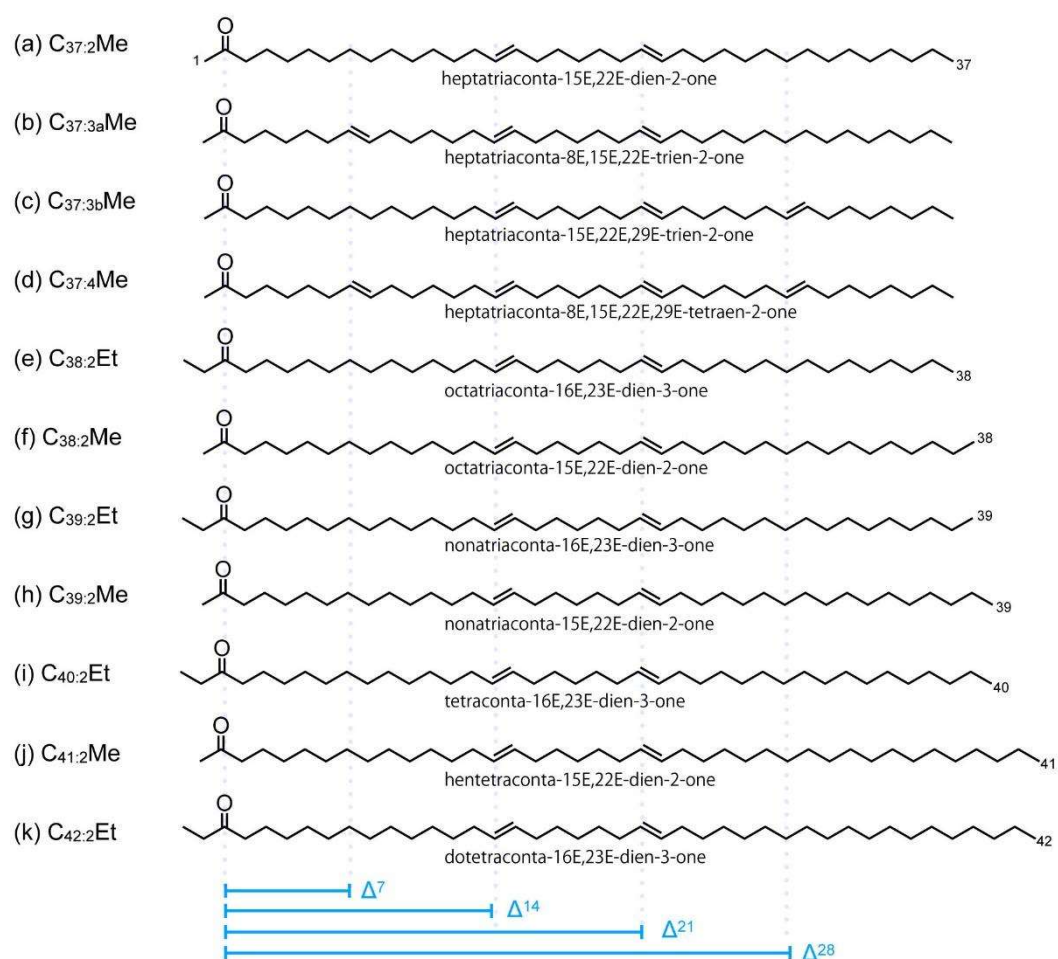 (a) C37:2Me
O
1
37
heptatriaconta-15E,22E-dien-2-one
(b) C37:3aMe
O
heptatriaconta-8E,15E,22E-trien-2-one
(c) C37:3bMe
O
heptatriaconta-15E,22E,29E-trien-2-one
(d) C37:4Me
O
heptatriaconta-8E,15E,22E,29E-tetraen-2-one
(e) C38:2Et
O
38
octatriaconta-16E,23E-dien-3-one
(f) C38:2Me
O
38
octatriaconta-15E,22E-dien-2-one
(g) C39:2Et
O
39
nonatriaconta-16E,23E-dien-3-one
(h) C39:2Me
O
39
nonatriaconta-15E,22E-dien-2-one
(i) C40:2Et
O
40
tetraconta-16E,23E-dien-3-one
(j) C41:2Me
O
41
hentetraconta-15E,22E-dien-2-one
(k) C42:2Et
O
42
dotetraconta-16E,23E-dien-3-one
Δ7
Δ14
Δ21
Δ28